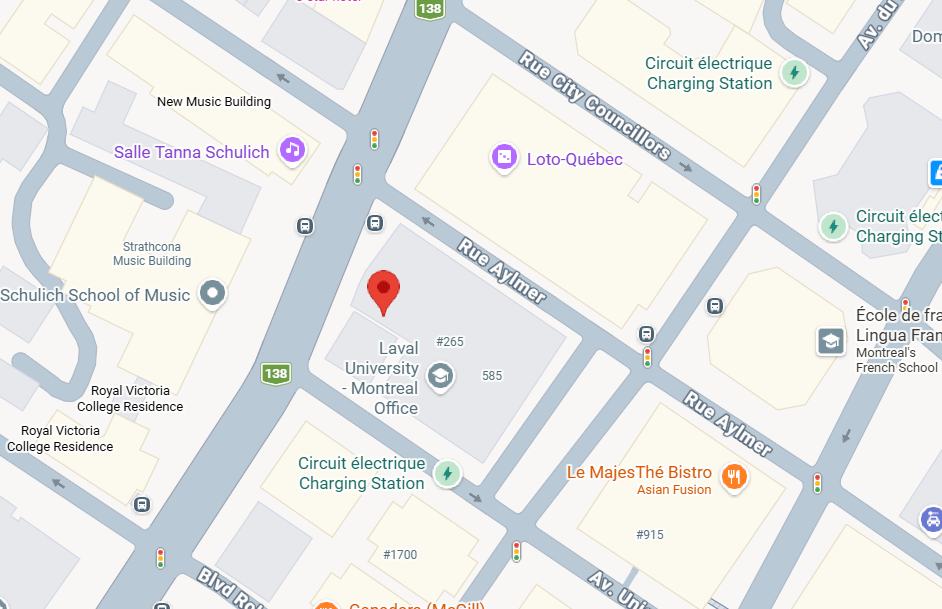 138
Av. du
Circuit électrique
Charging Station
Rue City Councillors
New Music Building
Salle Tanna Schulich
Loto-Québec
Circuit élect
Charging St
Rue Aylmer
Strathcona
Music Building
Schulich School of Music
#265
585
Laval
University
- Montreal
Office
École de fra
Lingua Fran
Montreal's
French School
138
Royal Victoria
College Residence
Royal Victoria
College Residence
Rue Aylmer
Circuit électrique
Charging Station
Le MajesThé Bistro
Asian Fusion
#915
#1700
Blvd Ro
Av. Uni